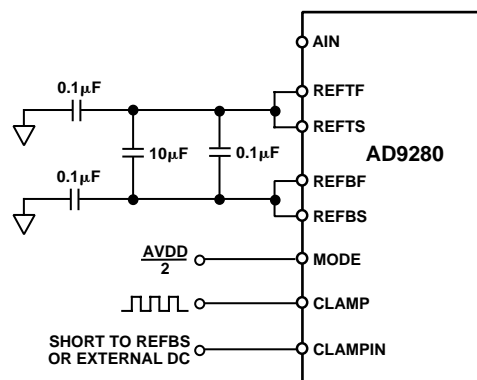 AIN
0.1µF
REFTF
REFTS
10µF
0.1µF
AD9280
0.1µF
REFBF
REFBS
AVDD
2
MODE
CLAMP
SHORT TO REFBS
OR EXTERNAL DC
CLAMPIN